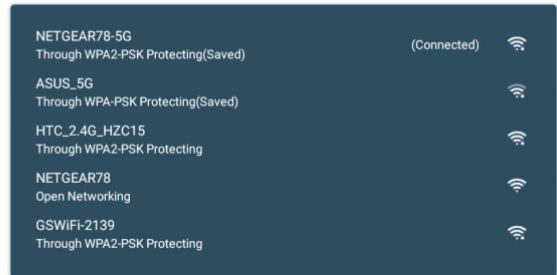 NETGEAR78-5G
Through WPA2-PSK Protecting(Saved)
(Connected)
ASUS_5G
Through WPA-PSK Protecting(Saved)
HTC_2.4G_HZC15
Through WPA2-PSK Protecting
NETGEAR78
Open Networking
GSWiFi-2139
Through WPA2-PSK Protecting